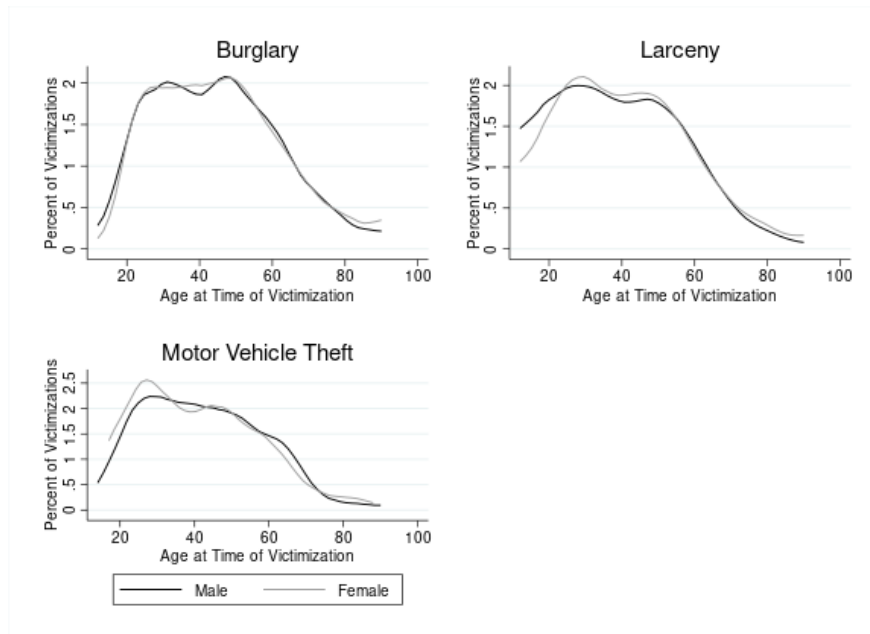 Burglary
Percent of Victimizations
0 .5 1 1.5 2
20 40 60 80 100
Age at Time of Victimization
Larceny
Percent of Victimizations
0 .5 1 1.5 2
20 40 60 80 100
Age at Time of Victimization
Motor Vehicle Theft
Percent of Victimizations
0 .5 1 1.5 2 2.5
20 40 60 80 100
Age at Time of Victimization
Male Female